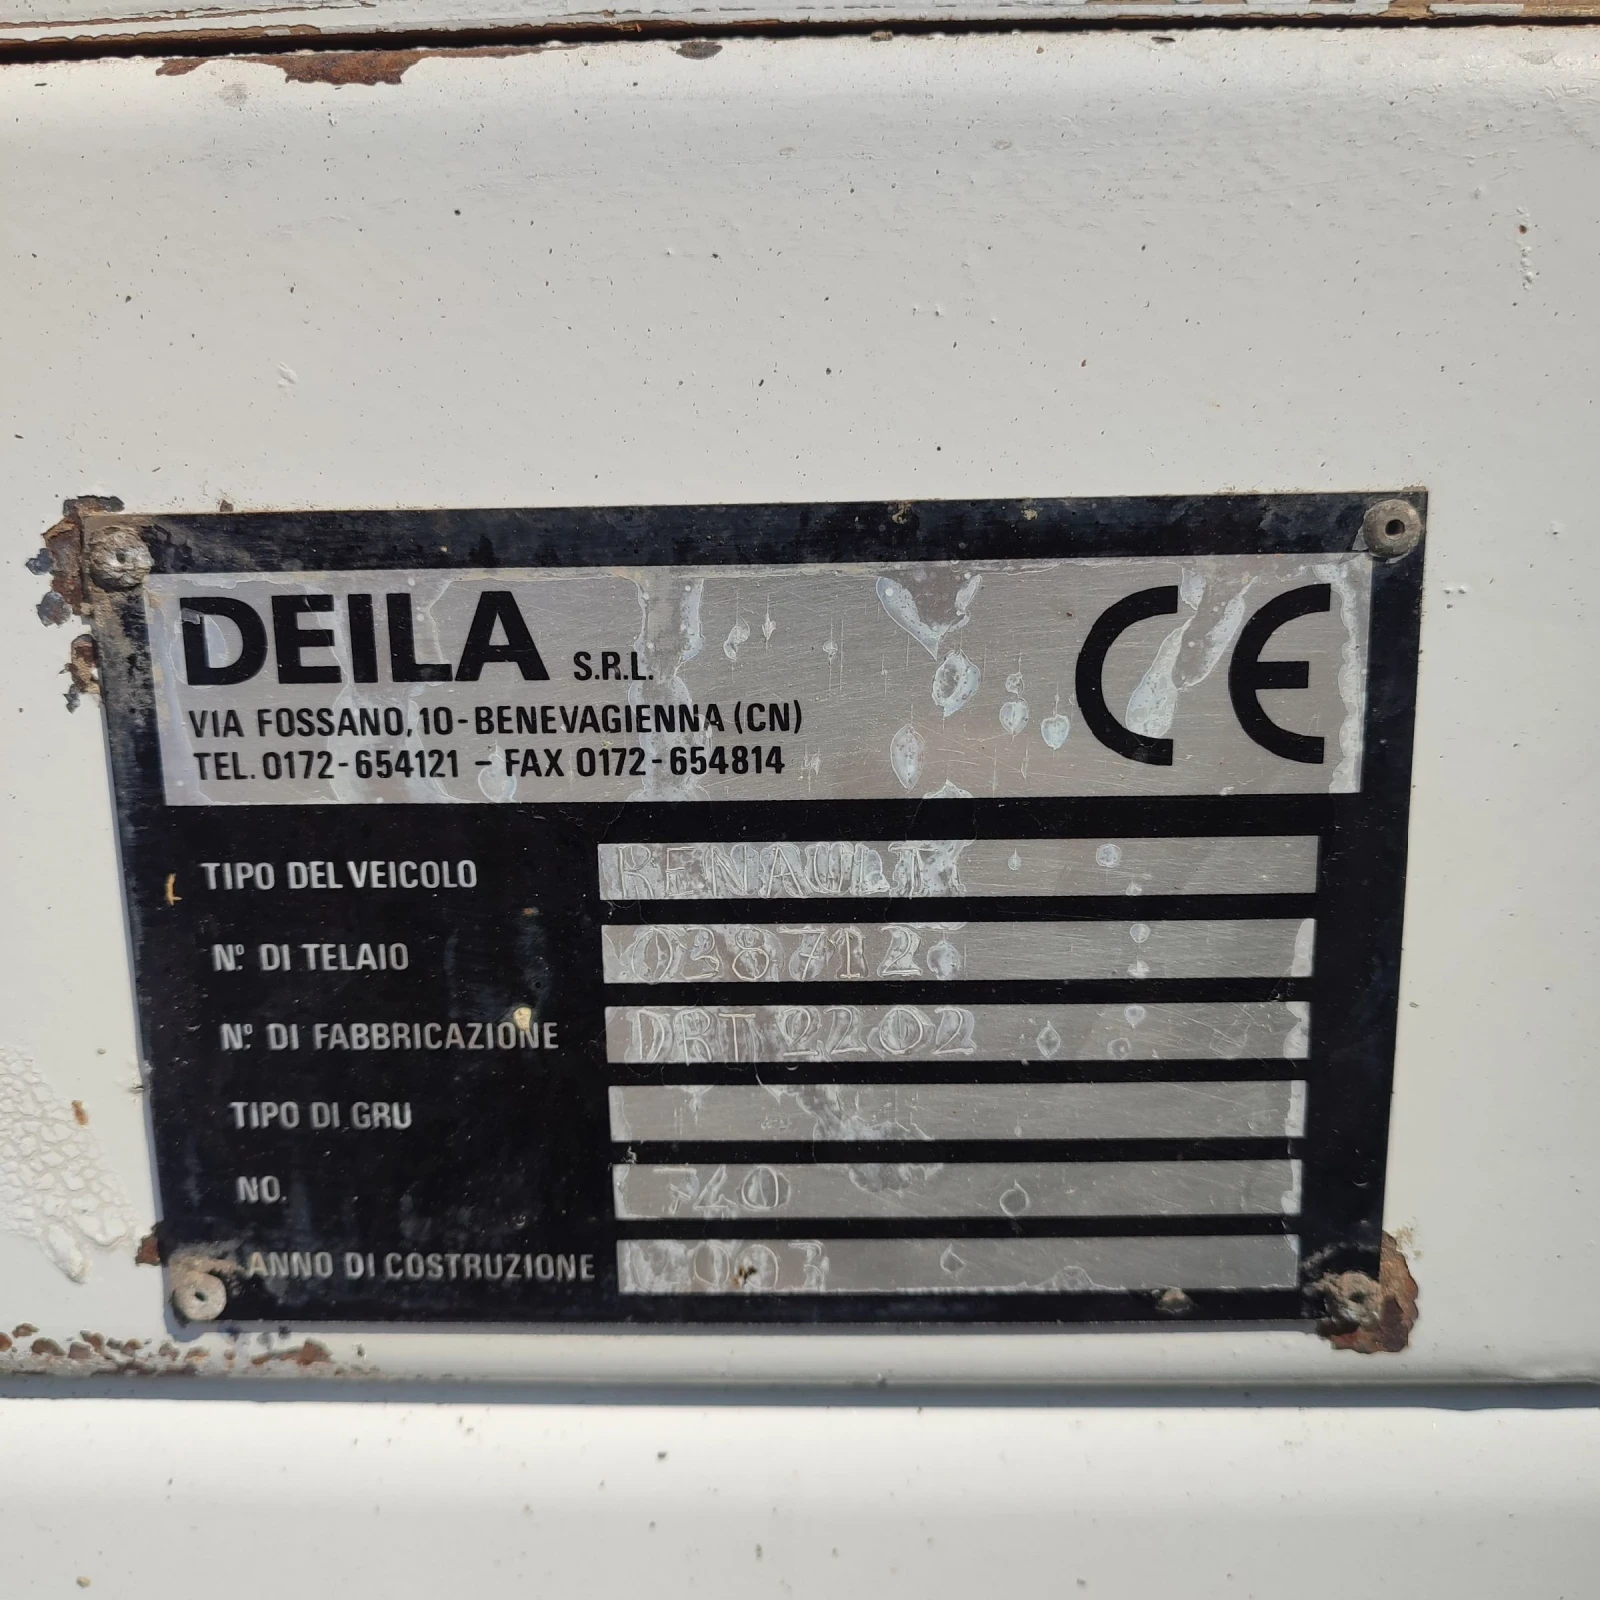 DEILA S.R.L.
VIA FOSSANO, 10 - BENEVAGIENNA (CN)
TEL. 0172-654121 - FAX 0172-654814
CE
TIPO DEL VEICOLO RENAULT
N° DI TELAIO 038712
N° DI FABBRICAZIONE DRT 2202
TIPO DI GRU
NO. 740
ANNO DI COSTRUZIONE